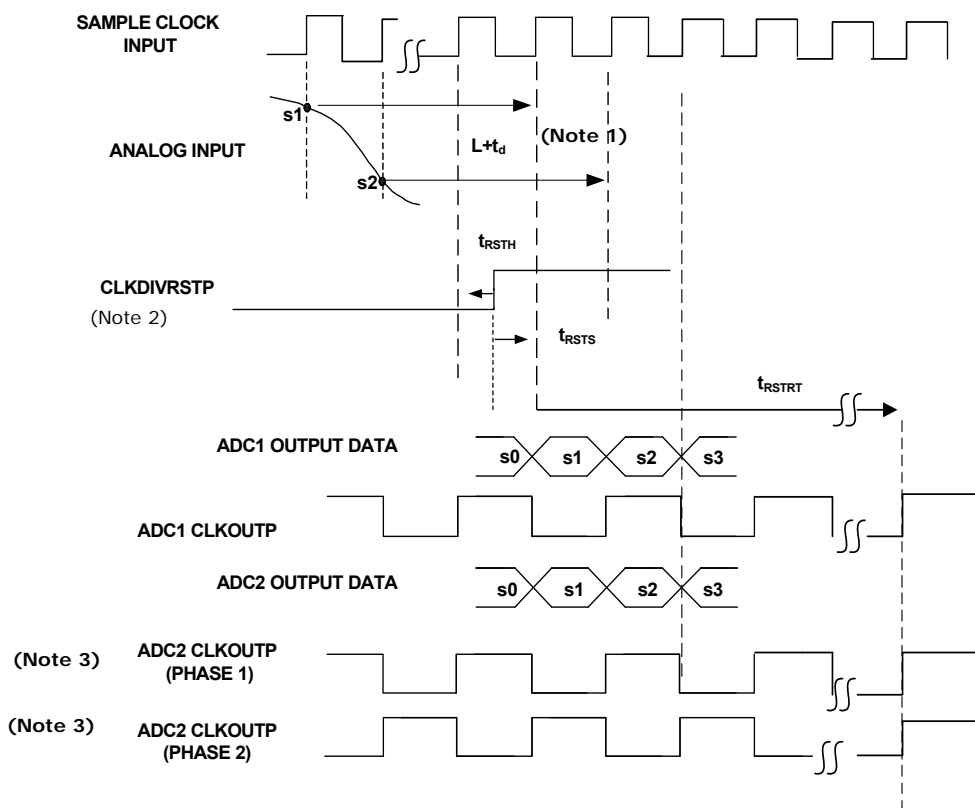 SAMPLE CLOCK
INPUT
s1
(Note 1)
L+td
ANALOG INPUT
s2
tRSTH
CLKDIVRSTP
(Note 2)
tRSTS
tRSTRT
ADC1 OUTPUT DATA
s0 s1 s2 s3
ADC1 CLKOUTP
ADC2 OUTPUT DATA
s0 s1 s2 s3
(Note 3) ADC2 CLKOUTP
(PHASE 1)
(Note 3) ADC2 CLKOUTP
(PHASE 2)